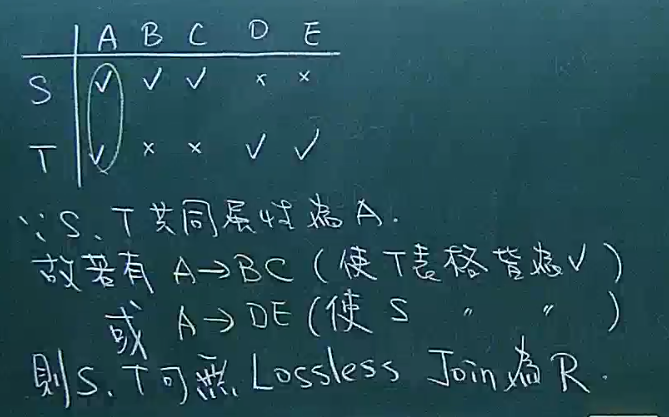 A B C D E
S ✓ ✓ ✓ × ×
T ✓ × × ✓ ✓
∵S、T共同屬性為A.
故若有 A→BC (使T表格皆為✓)
或 A→DE (使S 〃 〃 )
則S、T可無 Lossless Join為R.